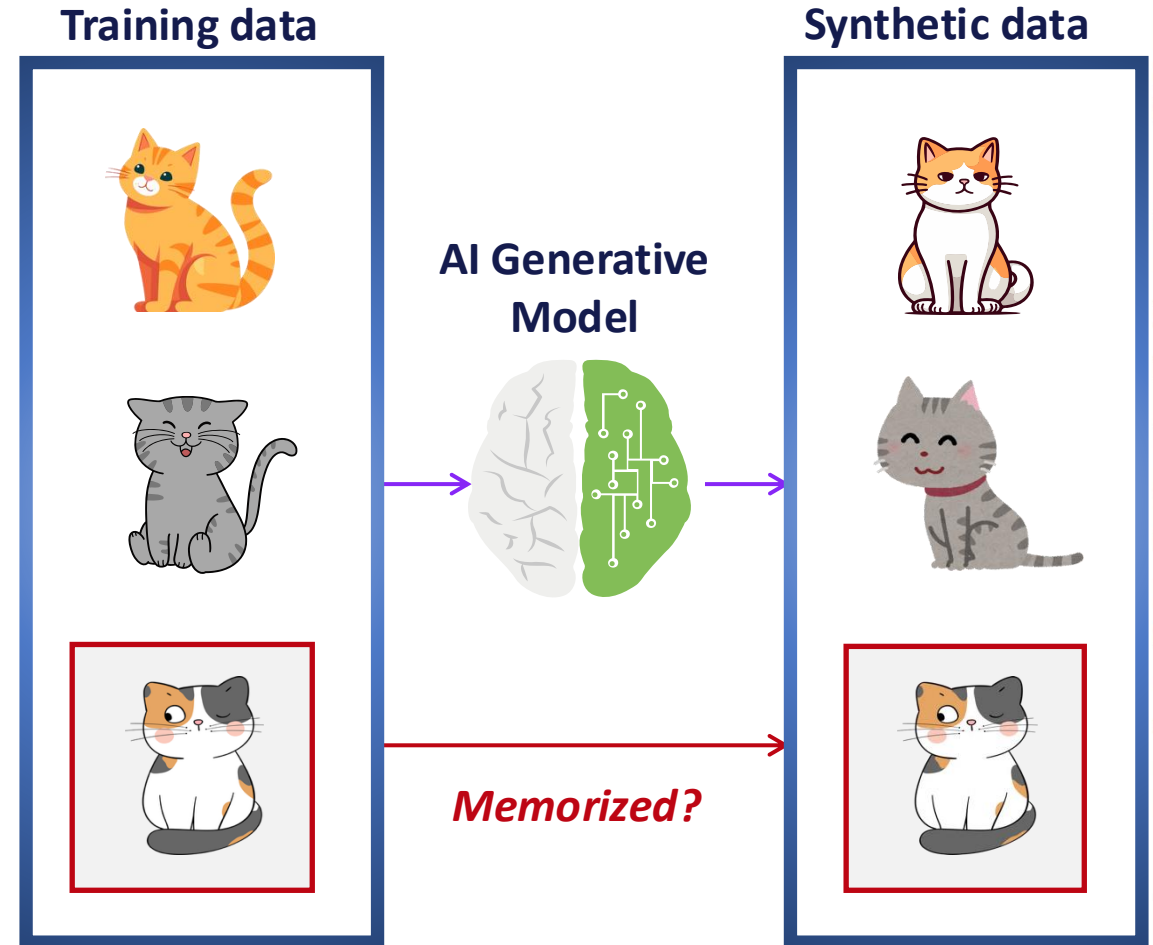 Training data
Synthetic data
AI Generative
Model
Memorized?